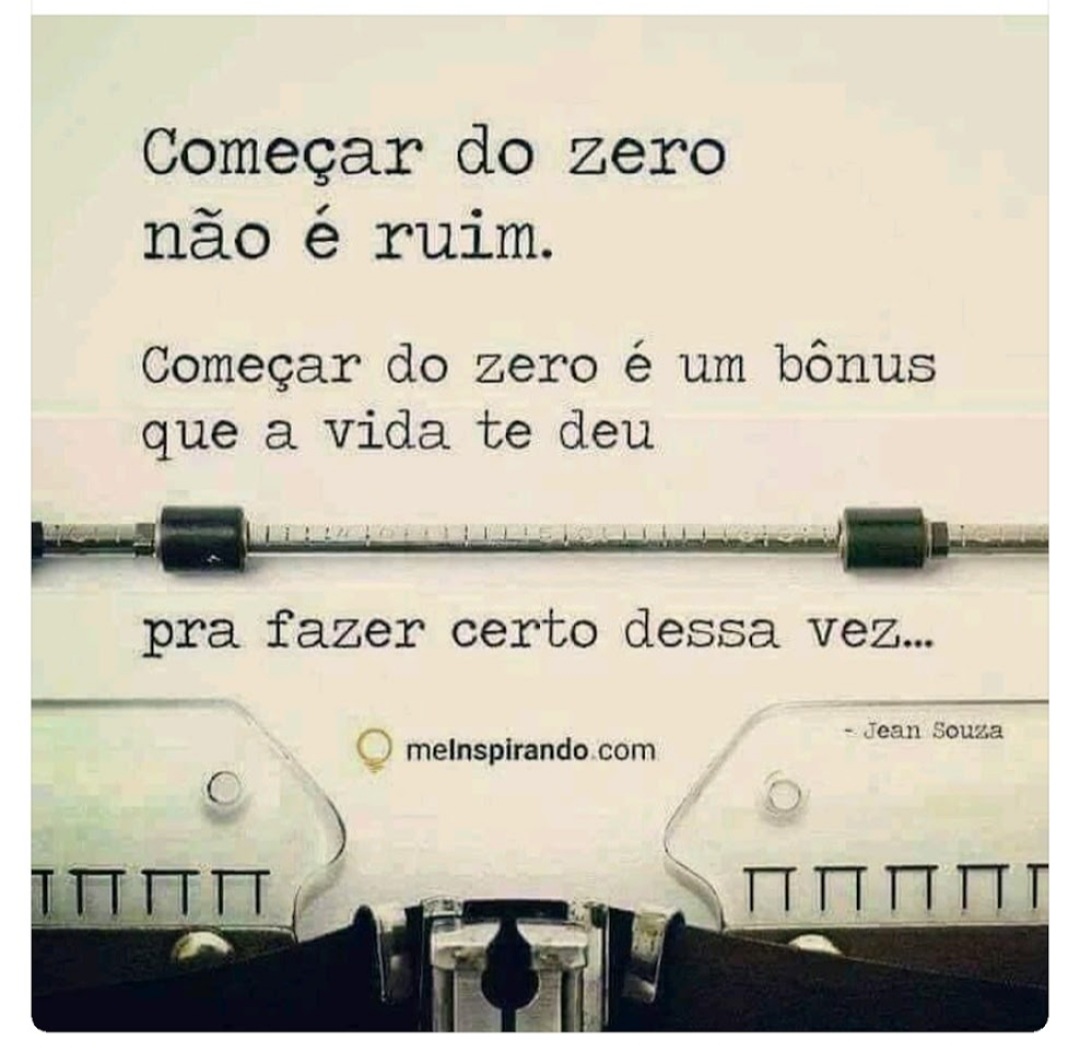 Começar do zero
não é ruim.
Começar do zero é um bônus
que a vida te deu
pra fazer certo dessa vez...
- Jean Souza
meInspirando.com